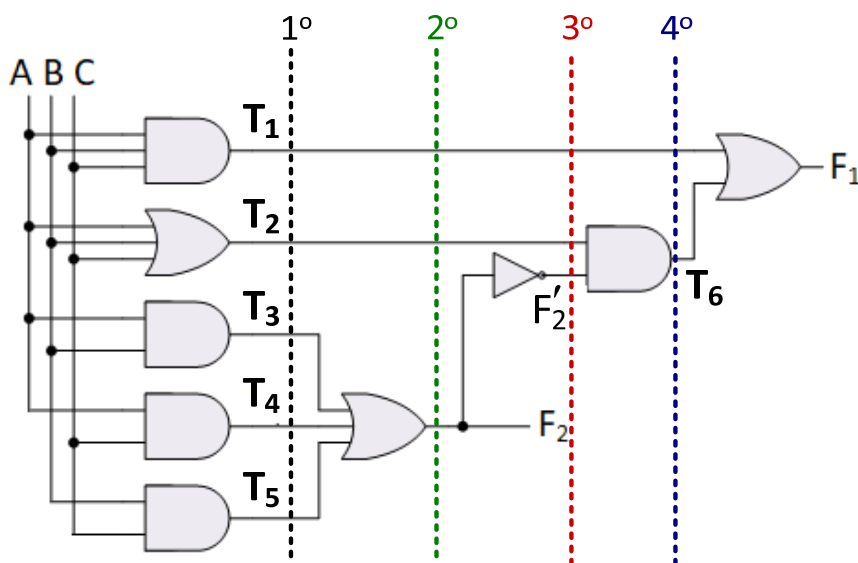 1º 2º 3º 4º
A B C
T₁
F₁
T₂
T₃
F₂′
T₆
T₄
F₂
T₅